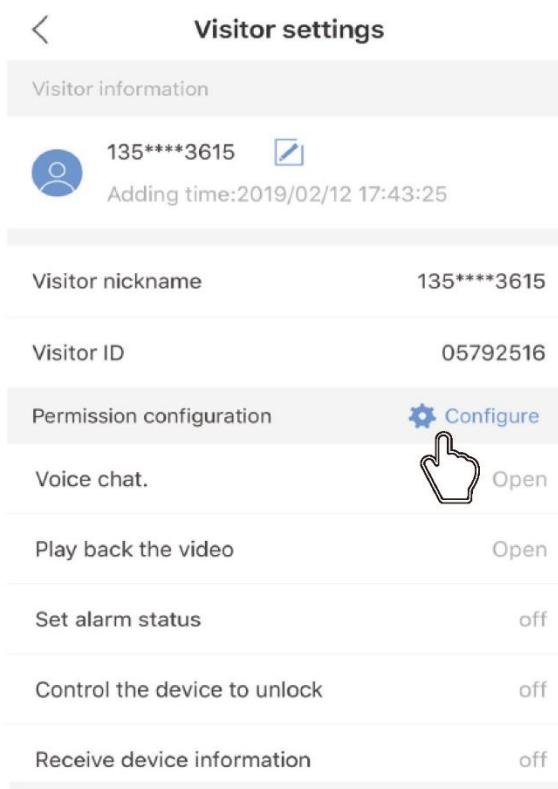 Visitor settings
Visitor information
135****3615
Adding time:2019/02/12 17:43:25
Visitor nickname 135****3615
Visitor ID 05792516
Permission configuration Configure
Voice chat. Open
Play back the video Open
Set alarm status off
Control the device to unlock off
Receive device information off